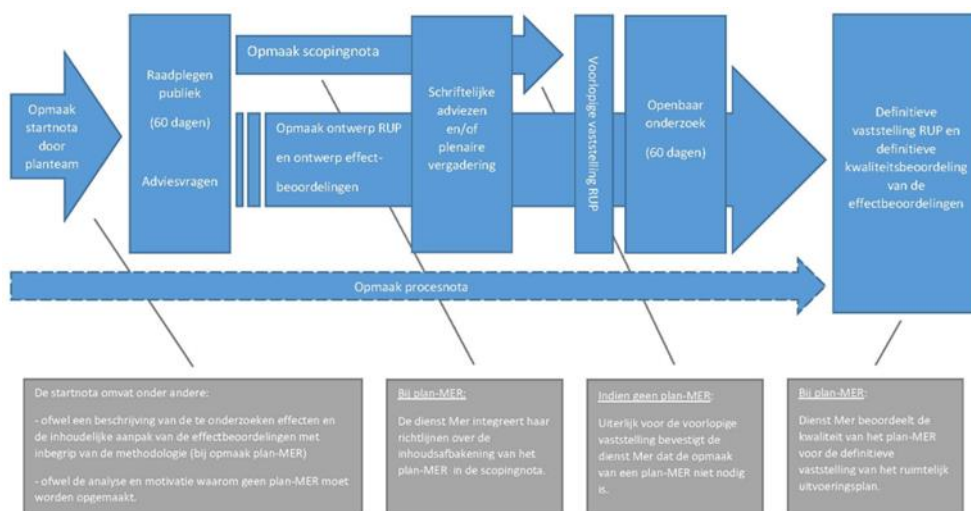 Opmaak
startnota
door
planteam
Raadplegen
publiek
(60 dagen)
Adviesvragen
Opmaak scopingnota
Opmaak ontwerp RUP
en ontwerp effect-
beoordelingen
Schriftelijke
adviezen
en/of
plenaire
vergadering
Voorlopige vaststelling RUP
Openbaar
onderzoek
(60 dagen)
Definitieve
vaststelling RUP en
definitieve
kwaliteitsbeoordeling
van de
effectbeoordelingen
Opmaak procesnota
De startnota omvat onder andere:
- ofwel een beschrijving van de te onderzoeken effecten en
de inhoudelijke aanpak van de effectbeoordelingen met
inbegrip van de methodologie (bij opmaak plan-MER)
- ofwel de analyse en motivatie waarom geen plan-MER moet
worden opgemaakt.
Bij plan-MER:
De dienst Mer integreert haar
richtlijnen over de
inhoudsafbakening van het
plan-MER in de scopingnota.
Indien geen plan-MER:
Uiterlijk voor de voorlopige
vaststelling bevestigt de
dienst Mer dat de opmaak
van een plan-MER niet nodig
is.
Bij plan-MER:
Dienst Mer beoordeelt de
kwaliteit van het plan-MER
voor de definitieve
vaststelling van het ruimtelijk
uitvoeringsplan.